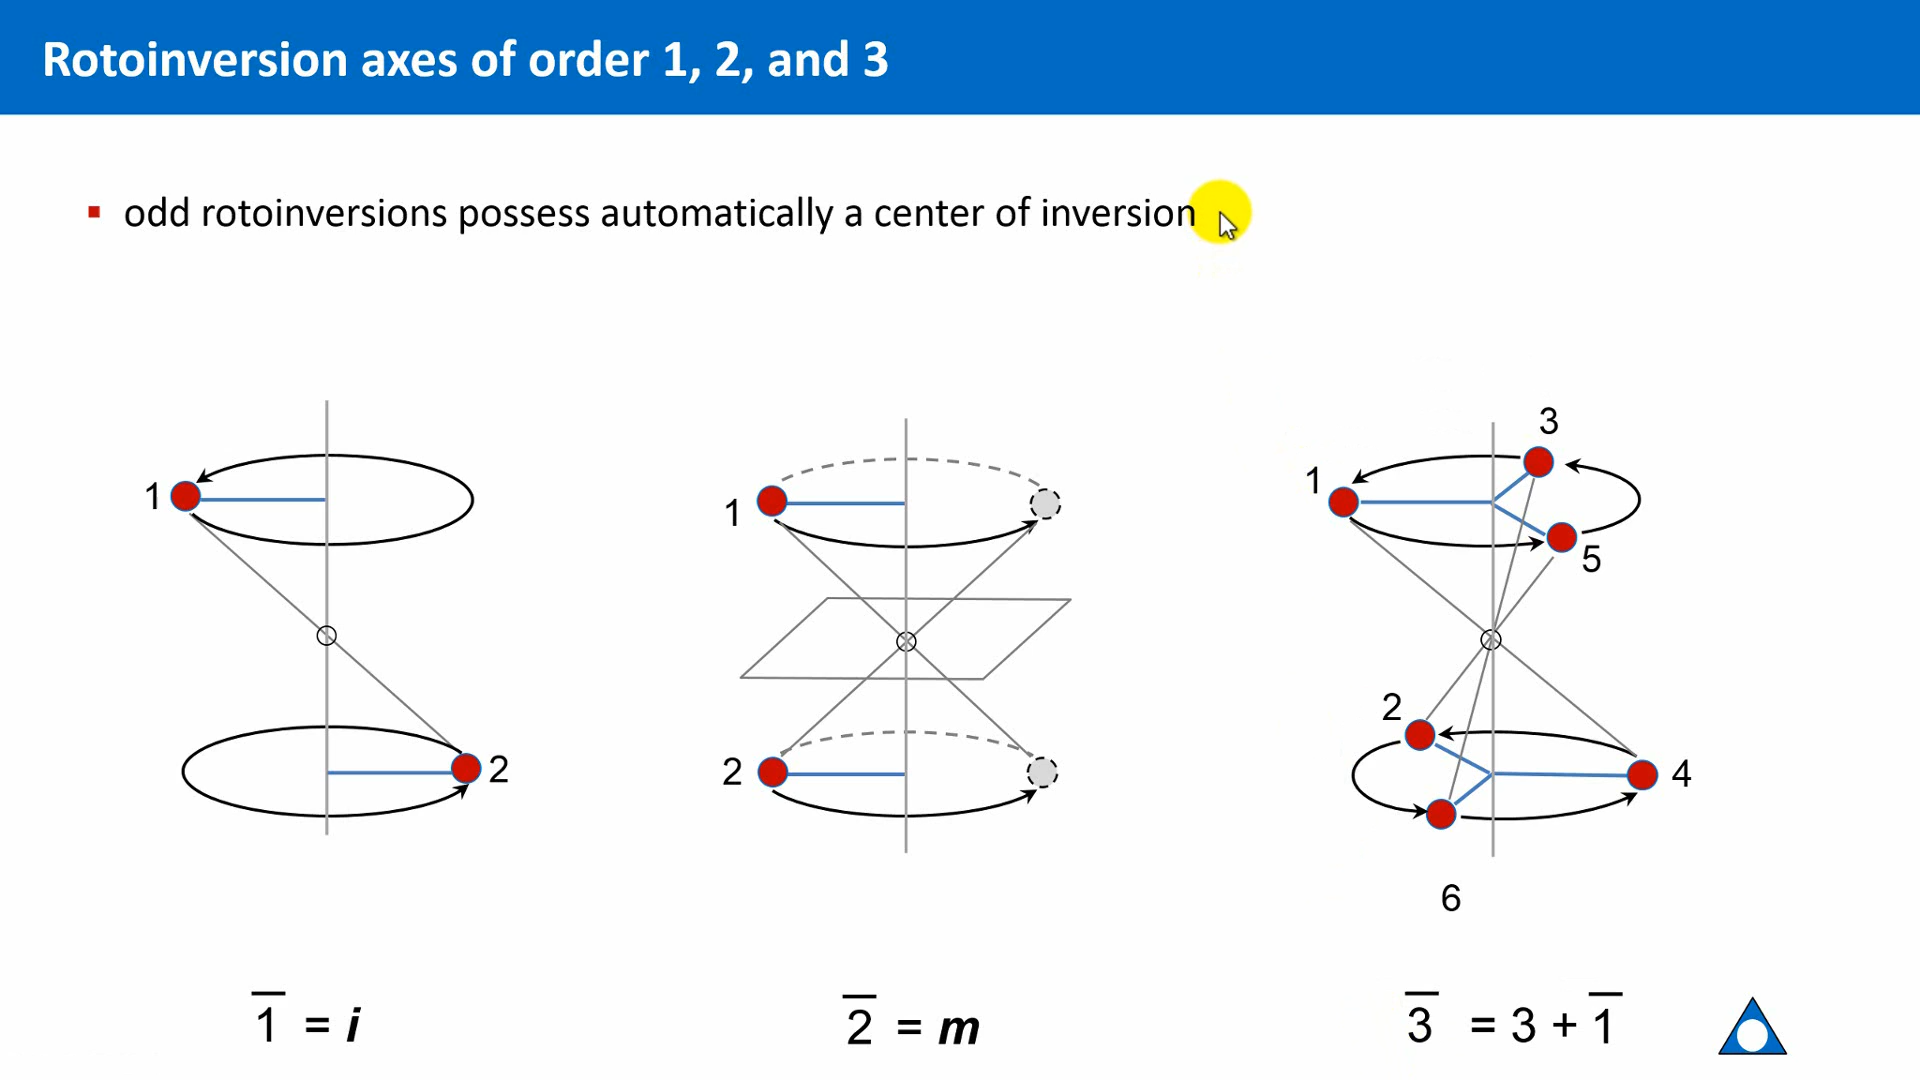 Rotoinversion axes of order 1, 2, and 3
▪ odd rotoinversions possess automatically a center of inversion
1
2
1
2
3
1
5
2
4
6
1̅ = i
2̅ = m
3̅ = 3 + 1̅